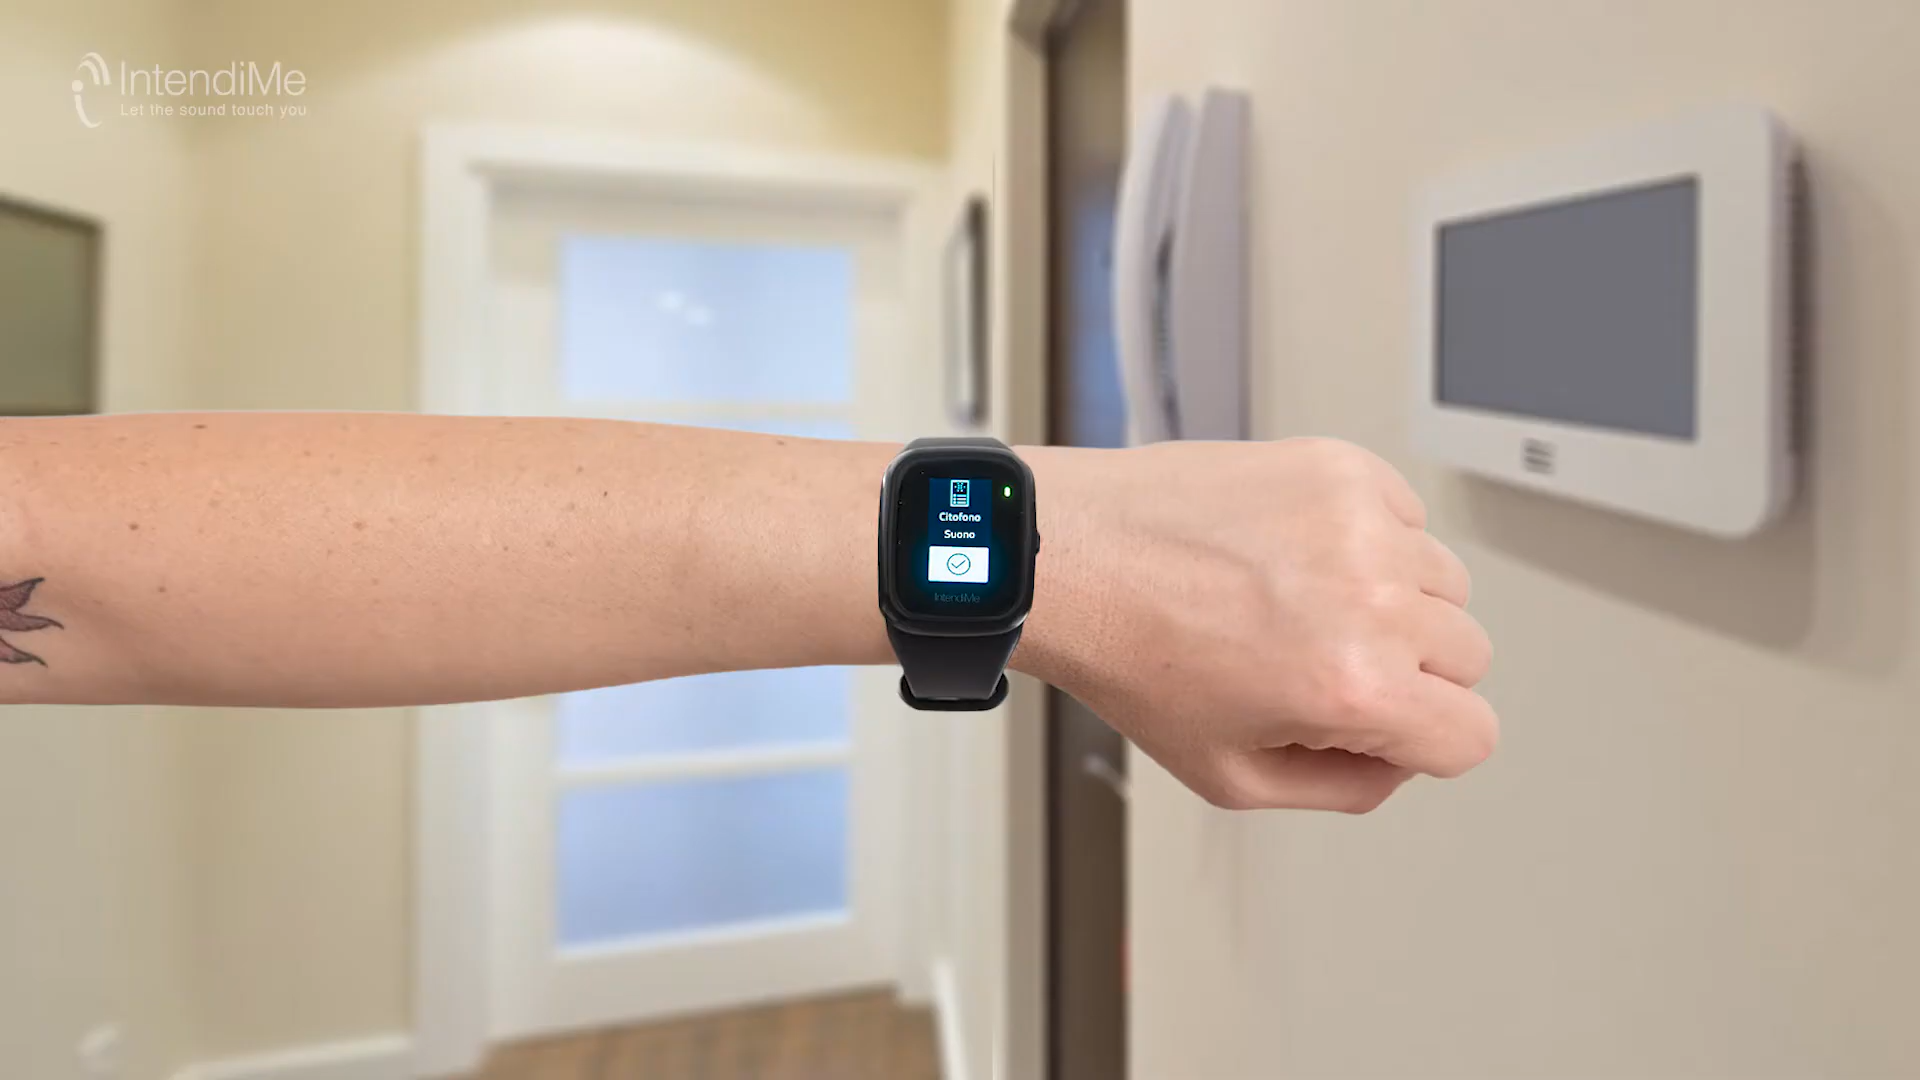 IntendiMe
Let the sound touch you
Citofono
Suono
IntendiMe